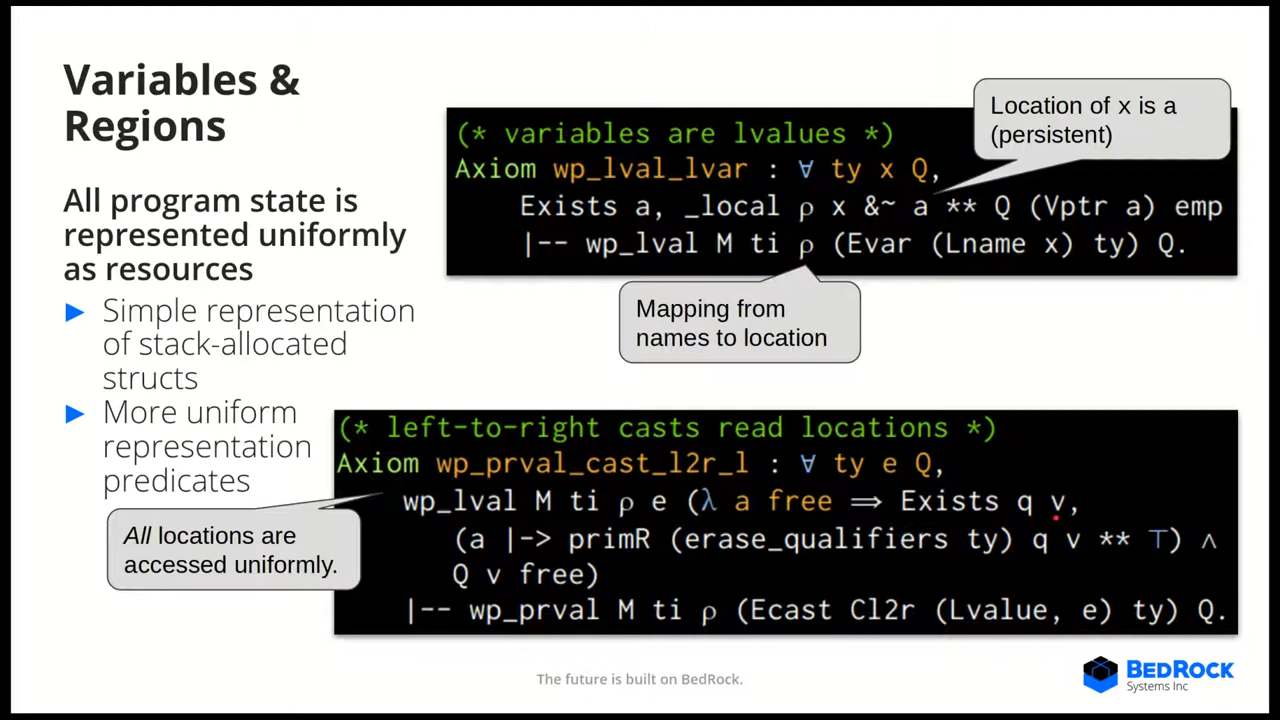 Variables &
Regions
All program state is
represented uniformly
as resources
► Simple representation
of stack-allocated
structs
► More uniform
representation
predicates
All locations are
accessed uniformly.
Location of x is a
(persistent)
(* variables are lvalues *)
Axiom wp_lval_lvar : ∀ ty x Q,
Exists a, _local ρ x &~ a ** Q (Vptr a) emp
|-- wp_lval M ti ρ (Evar (Lname x) ty) Q.
Mapping from
names to location
(* left-to-right casts read locations *)
Axiom wp_prval_cast_l2r_l : ∀ ty e Q,
wp_lval M ti ρ e (λ a free ⟹ Exists q v,
(a |-> primR (erase_qualifiers ty) q v ** ⊤) ∧
Q v free)
|-- wp_prval M ti ρ (Ecast Cl2r (Lvalue, e) ty) Q.
The future is built on BedRock.
BEDROCK
Systems Inc